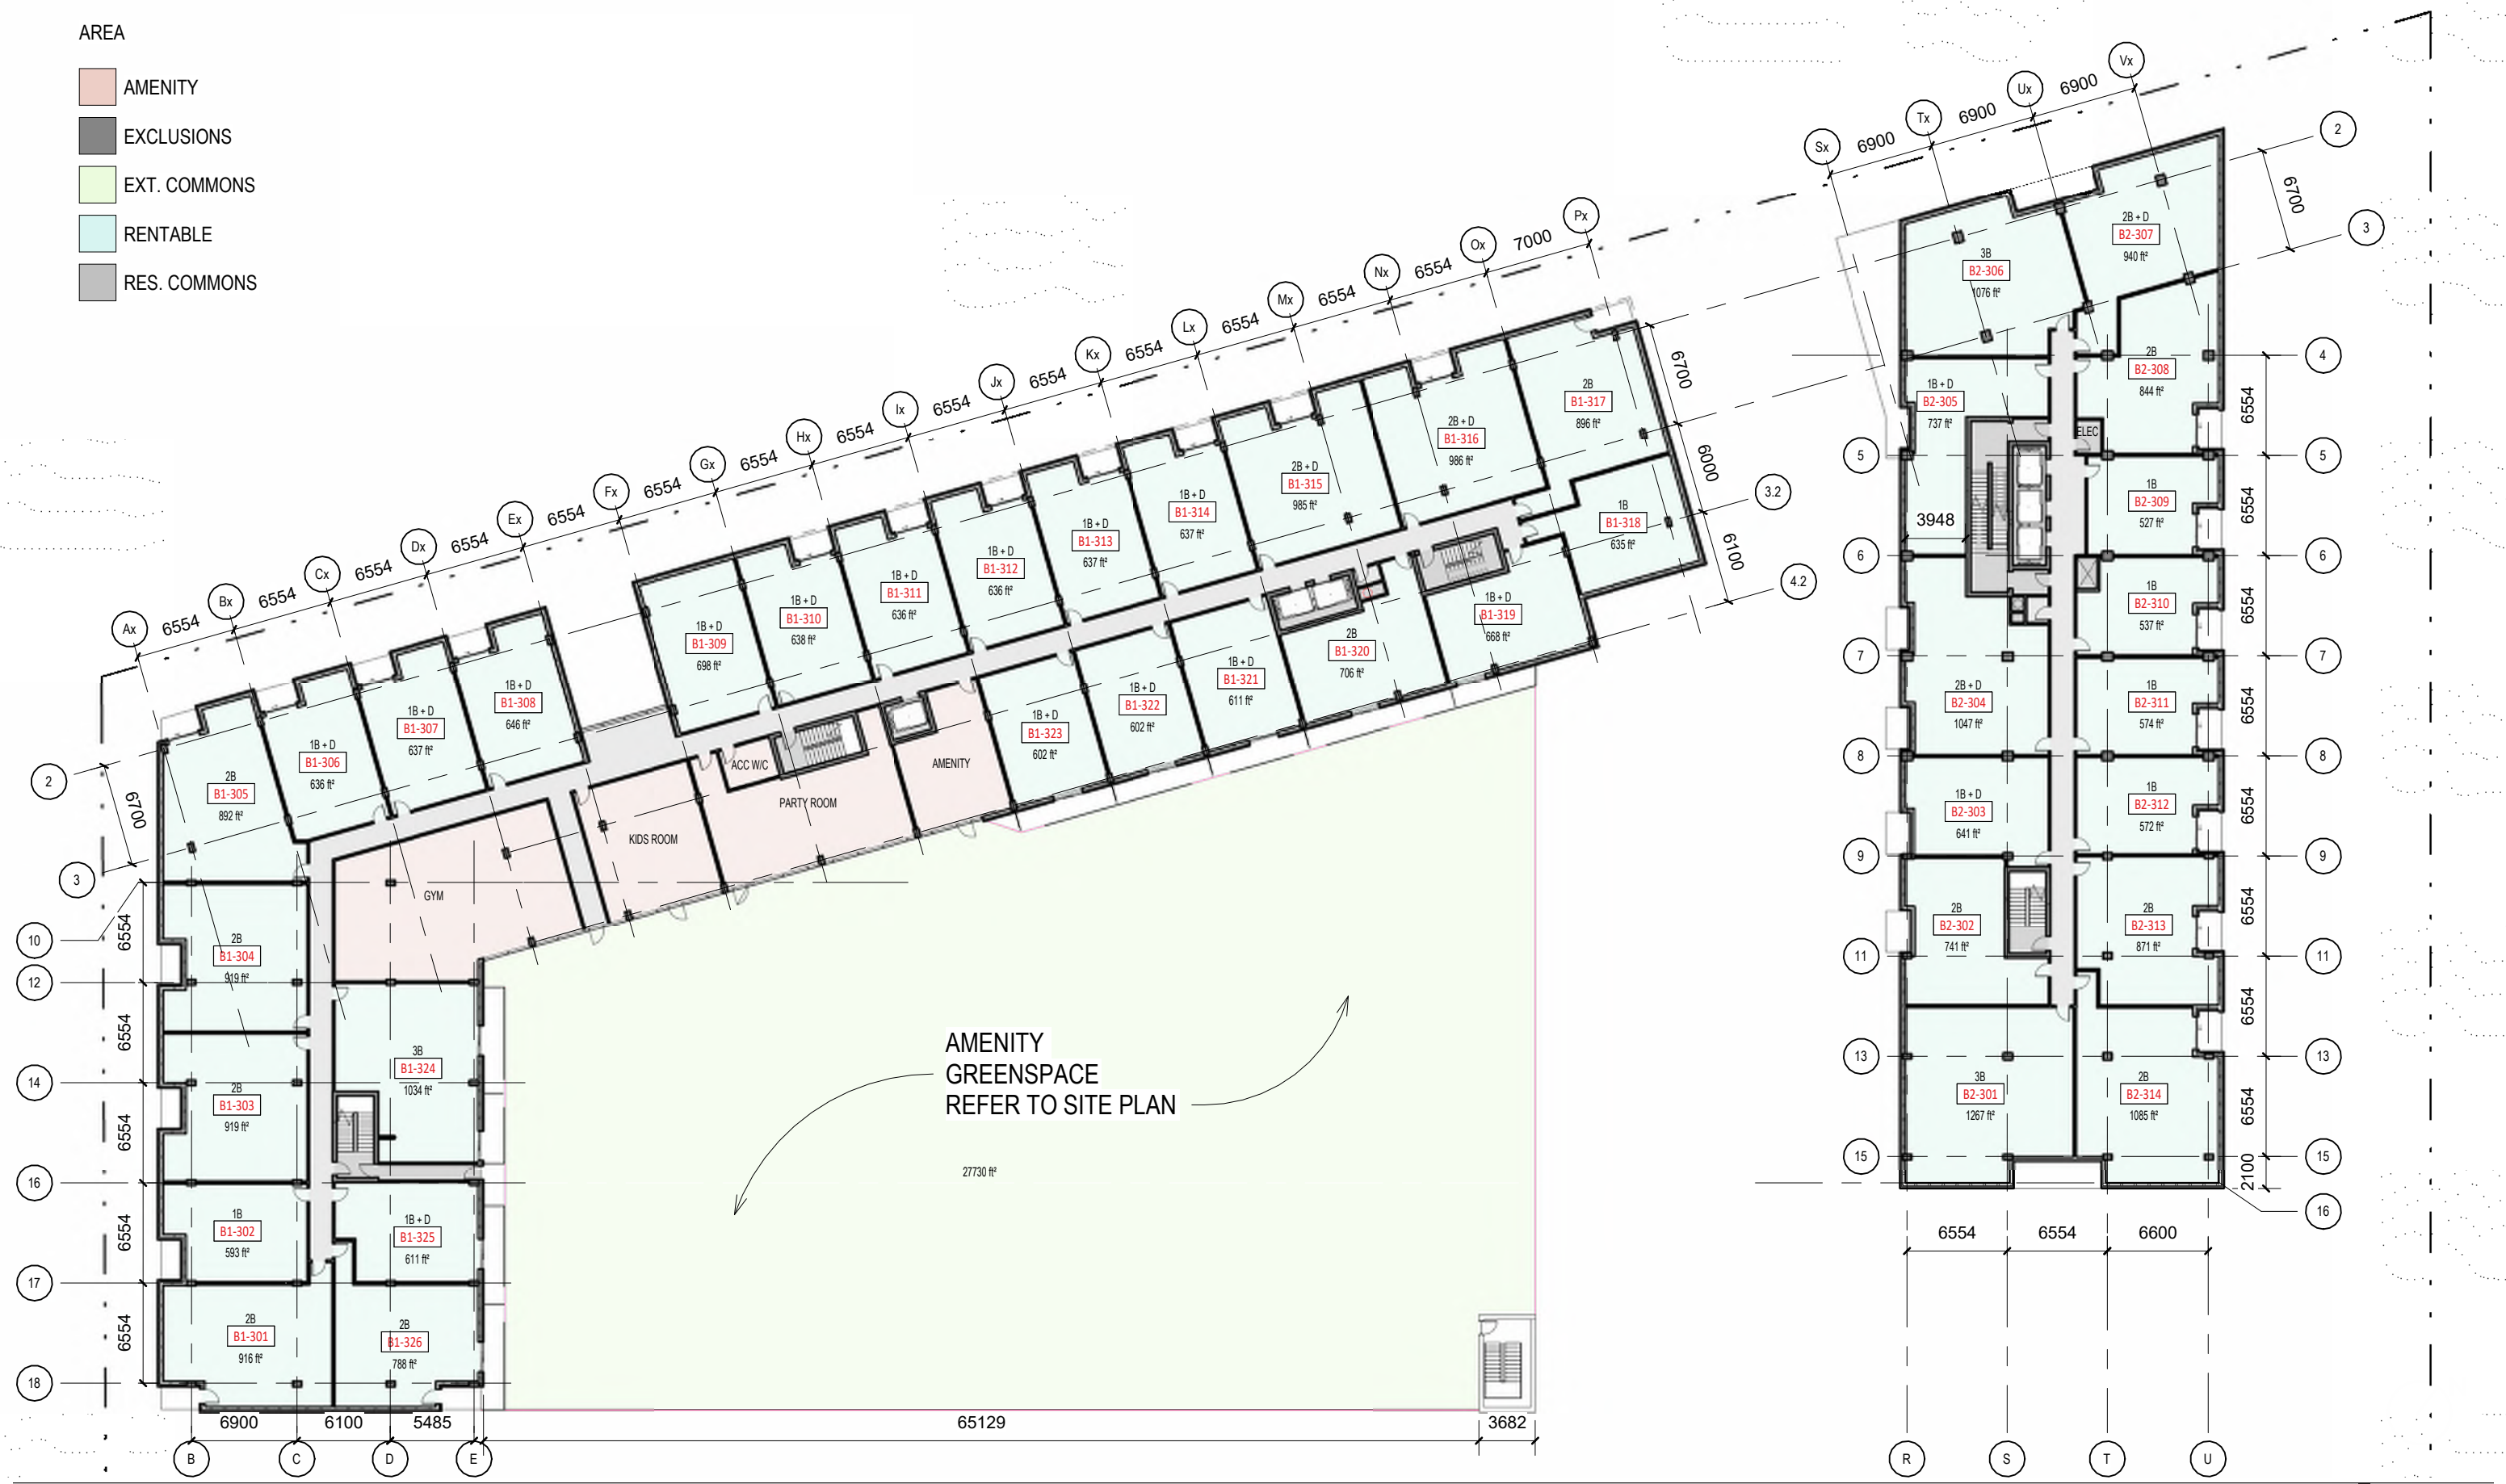 AREA
AMENITY
EXCLUSIONS
EXT. COMMONS
RENTABLE
RES. COMMONS
Ax
6554
Bx
6554
Cx
6554
Dx
6554
Ex
6554
Fx
6554
Gx
6554
Hx
6554
Ix
6554
Jx
6554
Kx
6554
Lx
6554
Mx
6554
Nx
6554
Ox
7000
Px
6700
6000
3.2
6100
4.2
2
6700
3
10
6554
12
6554
14
6554
16
6554
17
6554
18
2B
B1-305
892 ft²
1B + D
B1-306
636 ft²
1B + D
B1-307
637 ft²
1B + D
B1-308
646 ft²
1B + D
B1-309
698 ft²
1B + D
B1-310
638 ft²
1B + D
B1-311
636 ft²
1B + D
B1-312
636 ft²
1B + D
B1-313
637 ft²
1B + D
B1-314
637 ft²
2B + D
B1-315
985 ft²
2B + D
B1-316
986 ft²
2B
B1-317
896 ft²
1B
B1-318
635 ft²
1B + D
B1-319
668 ft²
2B
B1-320
706 ft²
1B + D
B1-321
611 ft²
1B + D
B1-322
602 ft²
1B + D
B1-323
602 ft²
AMENITY
ACC W/C
PARTY ROOM
KIDS ROOM
GYM
2B
B1-304
919 ft²
2B
B1-303
919 ft²
3B
B1-324
1034 ft²
1B
B1-302
593 ft²
1B + D
B1-325
611 ft²
2B
B1-301
916 ft²
2B
B1-326
788 ft²
AMENITY
GREENSPACE
REFER TO SITE PLAN
27730 ft²
6900
6100
5485
65129
3682
B
C
D
E
Sx
6900
Tx
6900
Ux
6900
Vx
2
6700
3
4
6554
5
6554
6
6554
7
6554
8
6554
9
6554
11
6554
13
6554
15
2100
16
5
6
7
8
9
11
13
15
3948
3B
B2-306
1076 ft²
2B + D
B2-307
940 ft²
1B + D
B2-305
737 ft²
2B
B2-308
844 ft²
ELEC
1B
B2-309
527 ft²
1B
B2-310
537 ft²
2B + D
B2-304
1047 ft²
1B
B2-311
574 ft²
1B + D
B2-303
641 ft²
1B
B2-312
572 ft²
2B
B2-302
741 ft²
2B
B2-313
871 ft²
3B
B2-301
1267 ft²
2B
B2-314
1085 ft²
6554
6554
6600
R
S
T
U